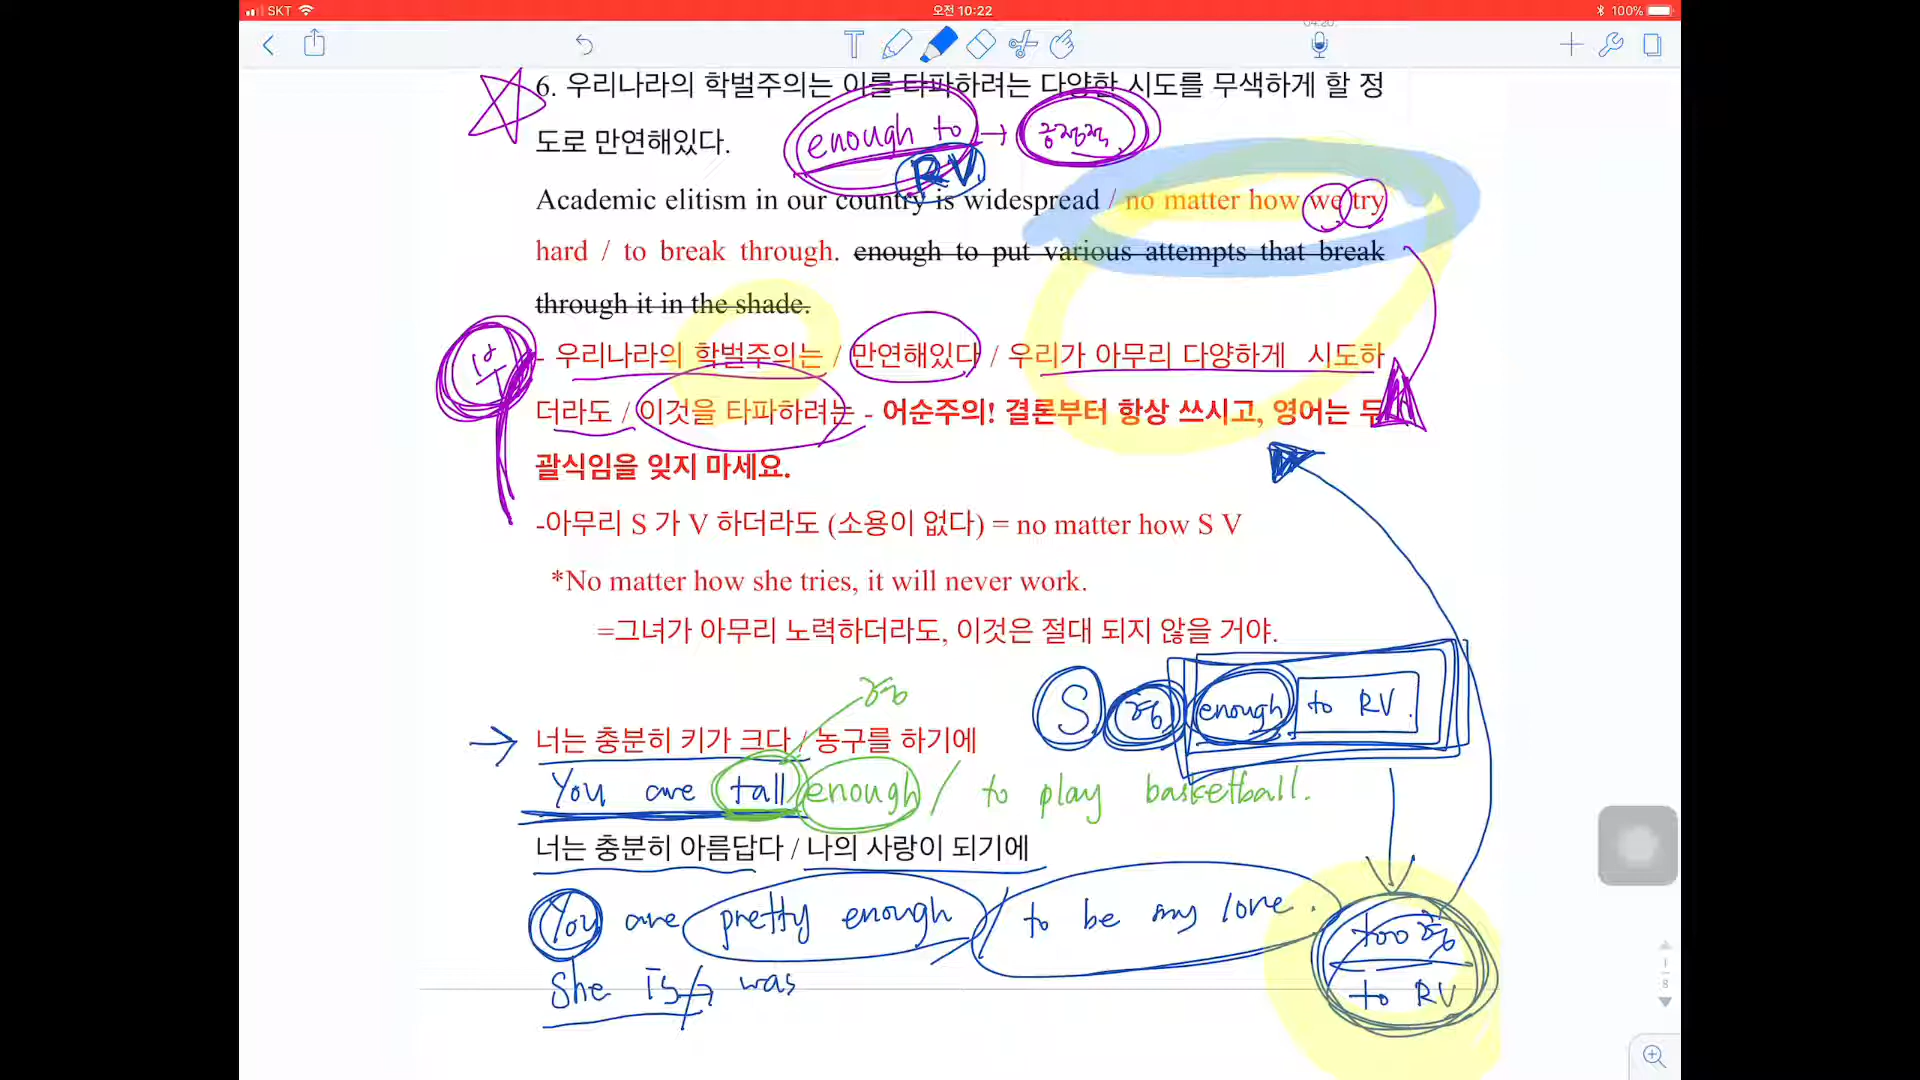 SKT 오전 10:22 100%
6. 우리나라의 학벌주의는 이를 타파하려는 다양한 시도를 무색하게 할 정
도로 만연해있다.
enough to → 긍정적
RV
Academic elitism in our country is widespread / no matter how we try
hard / to break through. enough to put various attempts that break
through it in the shade.
- 우리나라의 학벌주의는 / 만연해있다 / 우리가 아무리 다양하게 시도하
더라도 / 이것을 타파하려는 - 어순주의! 결론부터 항상 쓰시고, 영어는 두
괄식임을 잊지 마세요.
-아무리 S 가 V 하더라도 (소용이 없다) = no matter how S V
*No matter how she tries, it will never work.
=그녀가 아무리 노력하더라도, 이것은 절대 되지 않을 거야.
S 형 enough to RV.
형
너는 충분히 키가 크다 / 농구를 하기에
You are tall enough / to play basketball.
너는 충분히 아름답다 / 나의 사랑이 되기에
You are pretty enough / to be my love.
too 형
to RV
She is was